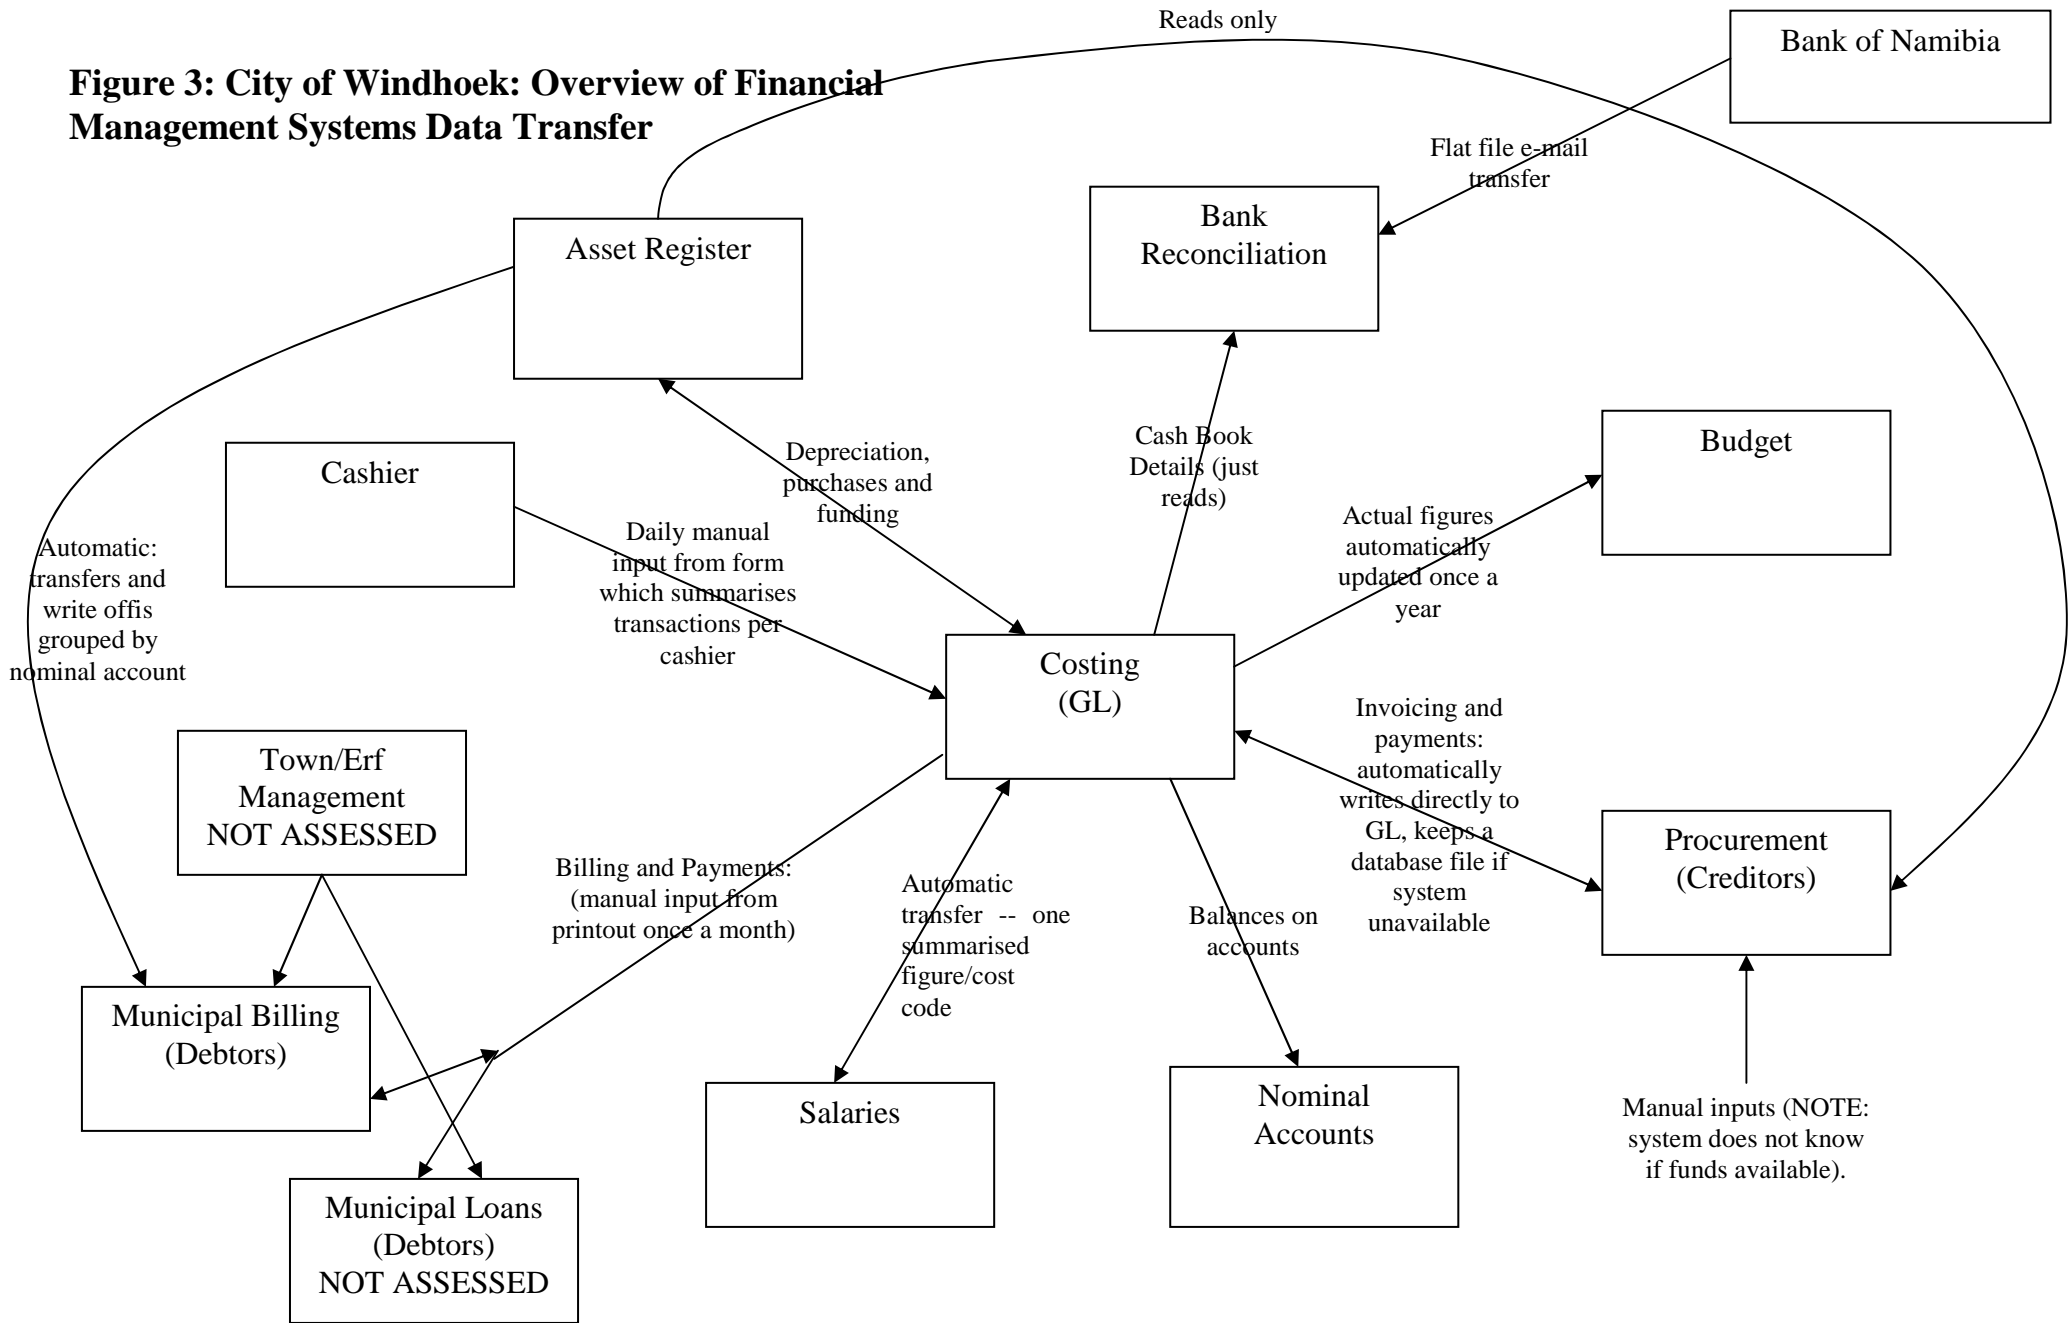 Reads only
Bank of Namibia
Figure 3: City of Windhoek: Overview of Financial
Management Systems Data Transfer
Flat file e-mail
transfer
Bank
Reconciliation
Asset Register
Cash Book
Details (just
reads)
Budget
Depreciation,
purchases and
funding
Cashier
Actual figures
automatically
updated once a
year
Daily manual
input from form
which summarises
transactions per
cashier
Automatic:
transfers and
write offis
grouped by
nominal account
Costing
(GL)
Invoicing and
payments:
automatically
writes directly to
GL, keeps a
database file if
system
unavailable
Town/Erf
Management
NOT ASSESSED
Procurement
(Creditors)
Billing and Payments:
(manual input from
printout once a month)
Automatic
transfer -- one
summarised
figure/cost
code
Balances on
accounts
Municipal Billing
(Debtors)
Salaries
Nominal
Accounts
Manual inputs (NOTE:
system does not know
if funds available).
Municipal Loans
(Debtors)
NOT ASSESSED